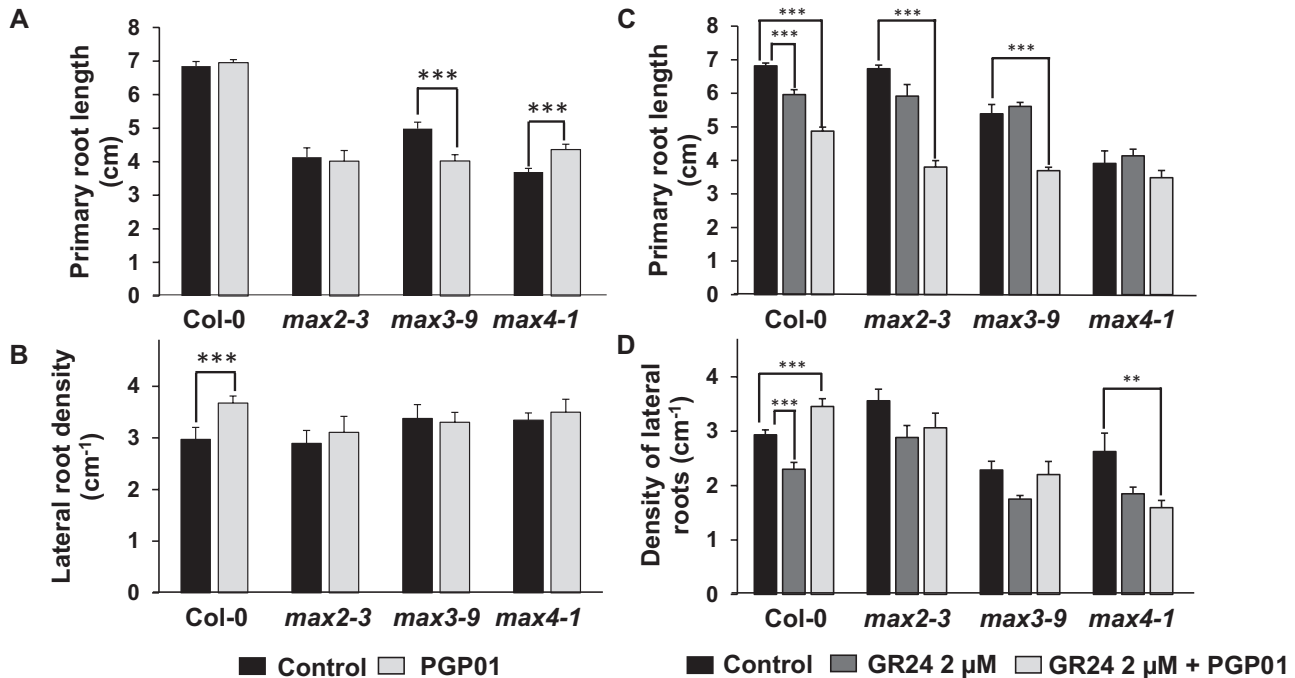 A
Primary root length
(cm)
8
7
6
5
4
3
2
1
0
***
***
Col-0 max2-3 max3-9 max4-1
B
Lateral root density
(cm-1)
4
3
2
1
0
***
Col-0 max2-3 max3-9 max4-1
Control PGP01
C
Primary root length
(cm)
8
7
6
5
4
3
2
1
0
***
***
***
***
Col-0 max2-3 max3-9 max4-1
D
Density of lateral
roots (cm-1)
4
3
2
1
0
***
***
**
Col-0 max2-3 max3-9 max4-1
Control GR24 2 µM GR24 2 µM + PGP01